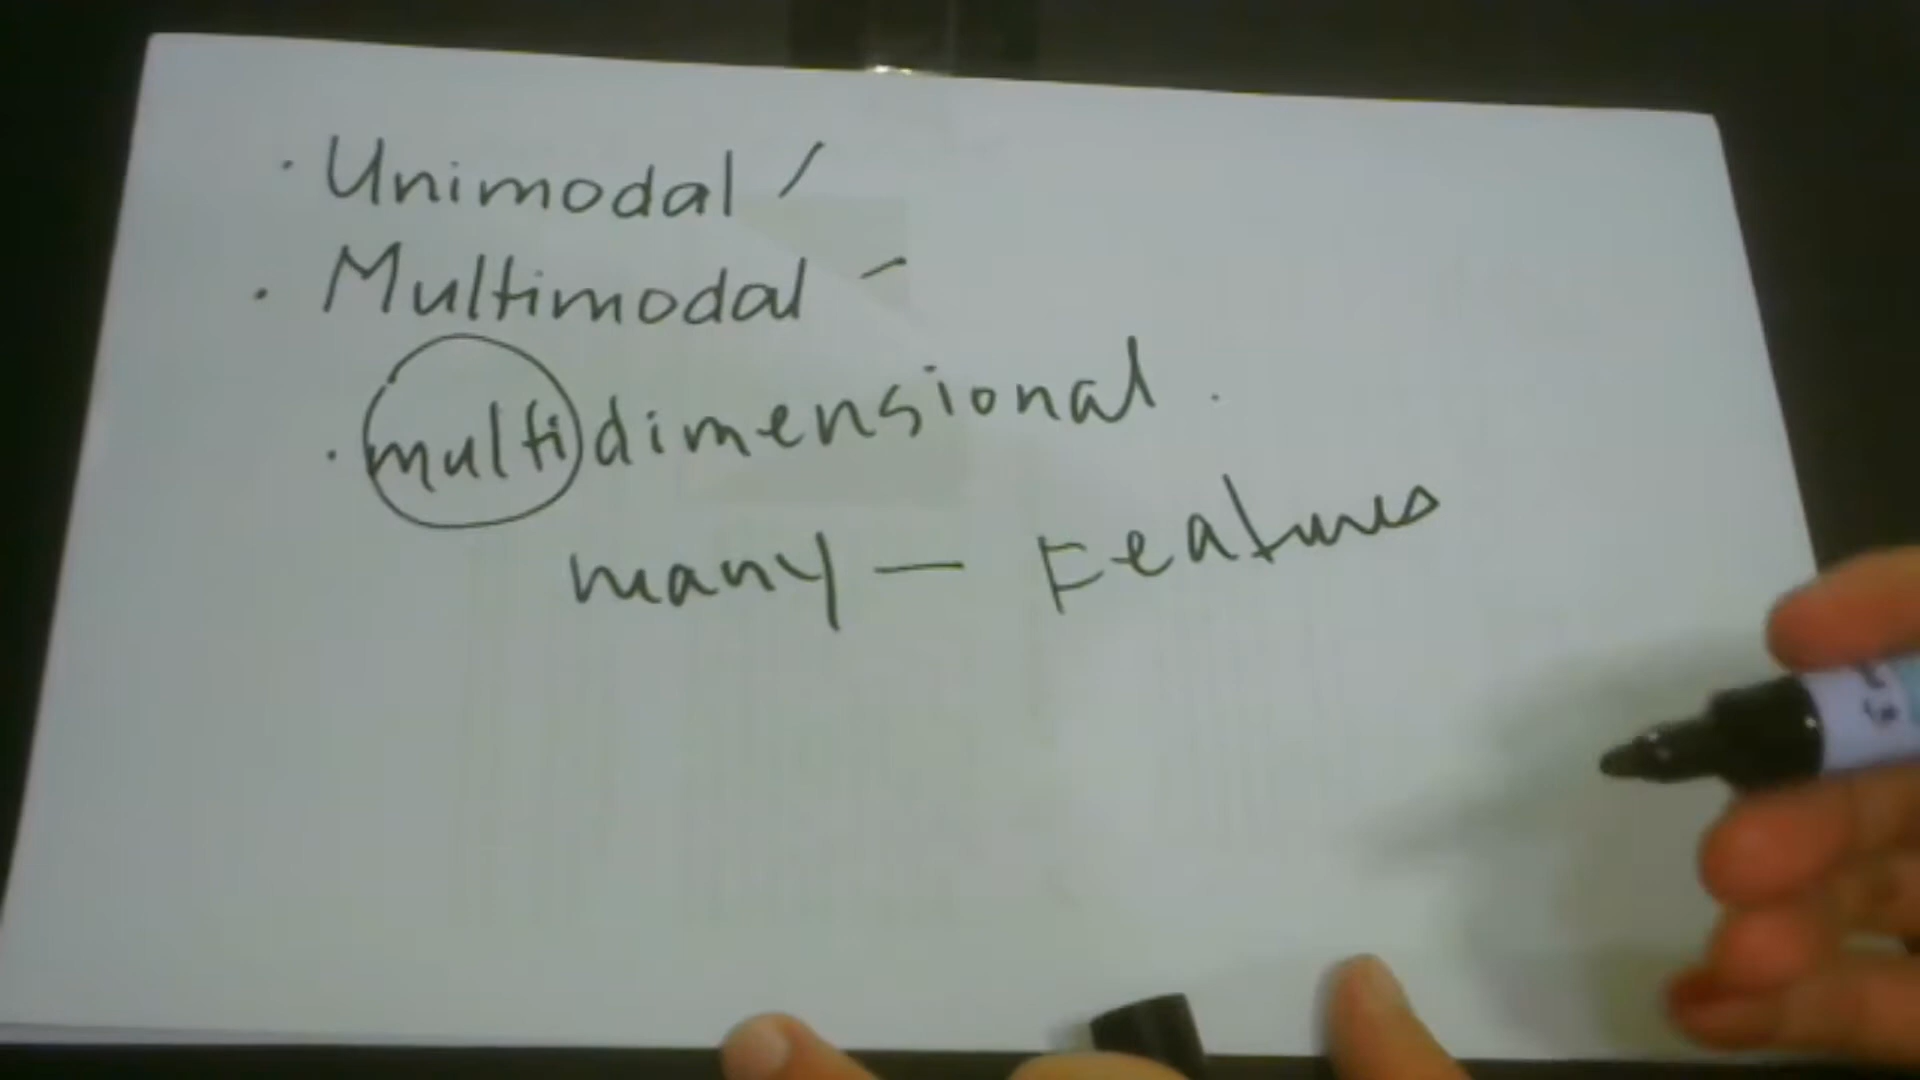 · Unimodal /
· Multimodal –
· multidimensional .
many — Features